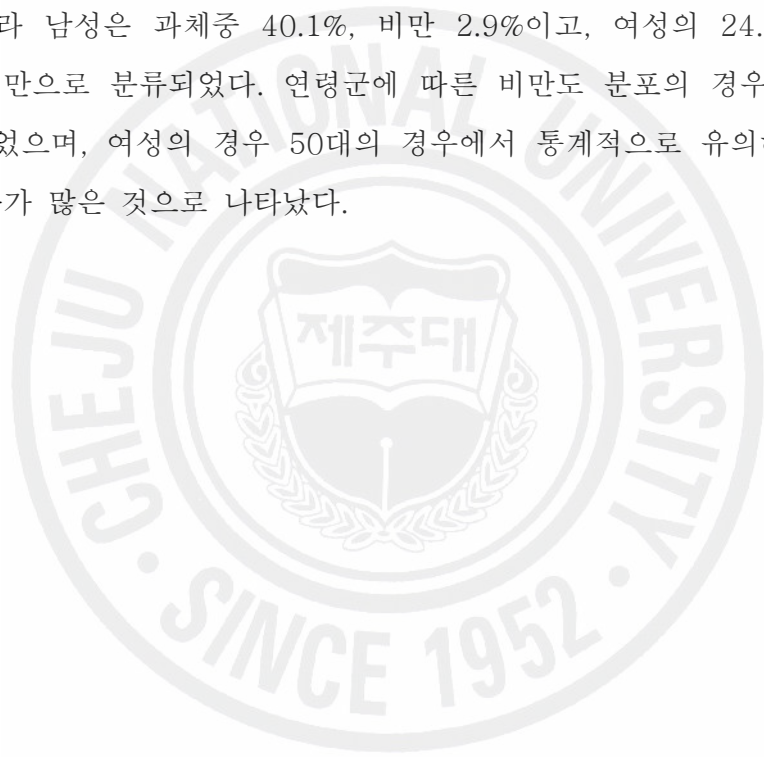 라 남성은 과체중 40.1%, 비만 2.9%이고, 여성의 24.
만으로 분류되었다. 연령군에 따른 비만도 분포의 경우
었으며, 여성의 경우 50대의 경우에서 통계적으로 유의하
가 많은 것으로 나타났다.
CHEJU NATIONAL UNIVERSITY
제주대
· SINCE 1952 ·